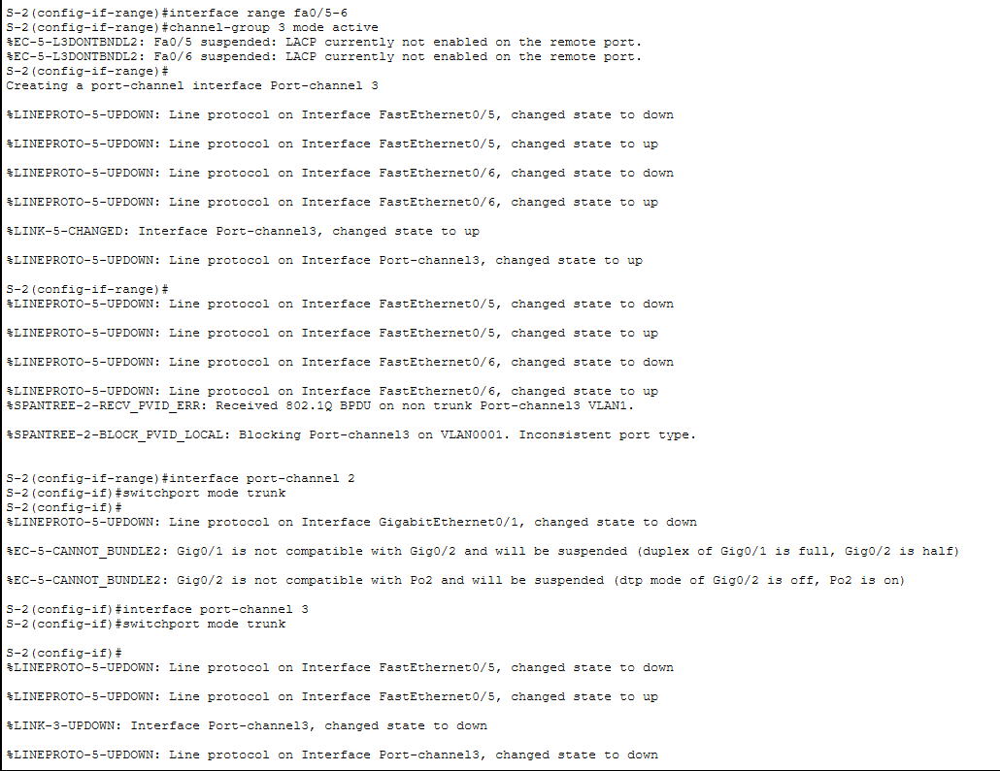 S-2(config-if-range)#interface range fa0/5-6
S-2(config-if-range)#channel-group 3 mode active
%EC-5-L3DONTBNDL2: Fa0/5 suspended: LACP currently not enabled on the remote port.
%EC-5-L3DONTBNDL2: Fa0/6 suspended: LACP currently not enabled on the remote port.
S-2(config-if-range)#
Creating a port-channel interface Port-channel 3
%LINEPROTO-5-UPDOWN: Line protocol on Interface FastEthernet0/5, changed state to down
%LINEPROTO-5-UPDOWN: Line protocol on Interface FastEthernet0/5, changed state to up
%LINEPROTO-5-UPDOWN: Line protocol on Interface FastEthernet0/6, changed state to down
%LINEPROTO-5-UPDOWN: Line protocol on Interface FastEthernet0/6, changed state to up
%LINK-5-CHANGED: Interface Port-channel3, changed state to up
%LINEPROTO-5-UPDOWN: Line protocol on Interface Port-channel3, changed state to up
S-2(config-if-range)#
%LINEPROTO-5-UPDOWN: Line protocol on Interface FastEthernet0/5, changed state to down
%LINEPROTO-5-UPDOWN: Line protocol on Interface FastEthernet0/5, changed state to up
%LINEPROTO-5-UPDOWN: Line protocol on Interface FastEthernet0/6, changed state to down
%LINEPROTO-5-UPDOWN: Line protocol on Interface FastEthernet0/6, changed state to up
%SPANTREE-2-RECV_PVID_ERR: Received 802.1Q BPDU on non trunk Port-channel3 VLAN1.
%SPANTREE-2-BLOCK_PVID_LOCAL: Blocking Port-channel3 on VLAN0001. Inconsistent port type.
S-2(config-if-range)#interface port-channel 2
S-2(config-if)#switchport mode trunk
S-2(config-if)#
%LINEPROTO-5-UPDOWN: Line protocol on Interface GigabitEthernet0/1, changed state to down
%EC-5-CANNOT_BUNDLE2: Gig0/1 is not compatible with Gig0/2 and will be suspended (duplex of Gig0/1 is full, Gig0/2 is half)
%EC-5-CANNOT_BUNDLE2: Gig0/2 is not compatible with Po2 and will be suspended (dtp mode of Gig0/2 is off, Po2 is on)
S-2(config-if)#interface port-channel 3
S-2(config-if)#switchport mode trunk
S-2(config-if)#
%LINEPROTO-5-UPDOWN: Line protocol on Interface FastEthernet0/5, changed state to down
%LINEPROTO-5-UPDOWN: Line protocol on Interface FastEthernet0/5, changed state to up
%LINK-3-UPDOWN: Interface Port-channel3, changed state to down
%LINEPROTO-5-UPDOWN: Line protocol on Interface Port-channel3, changed state to down